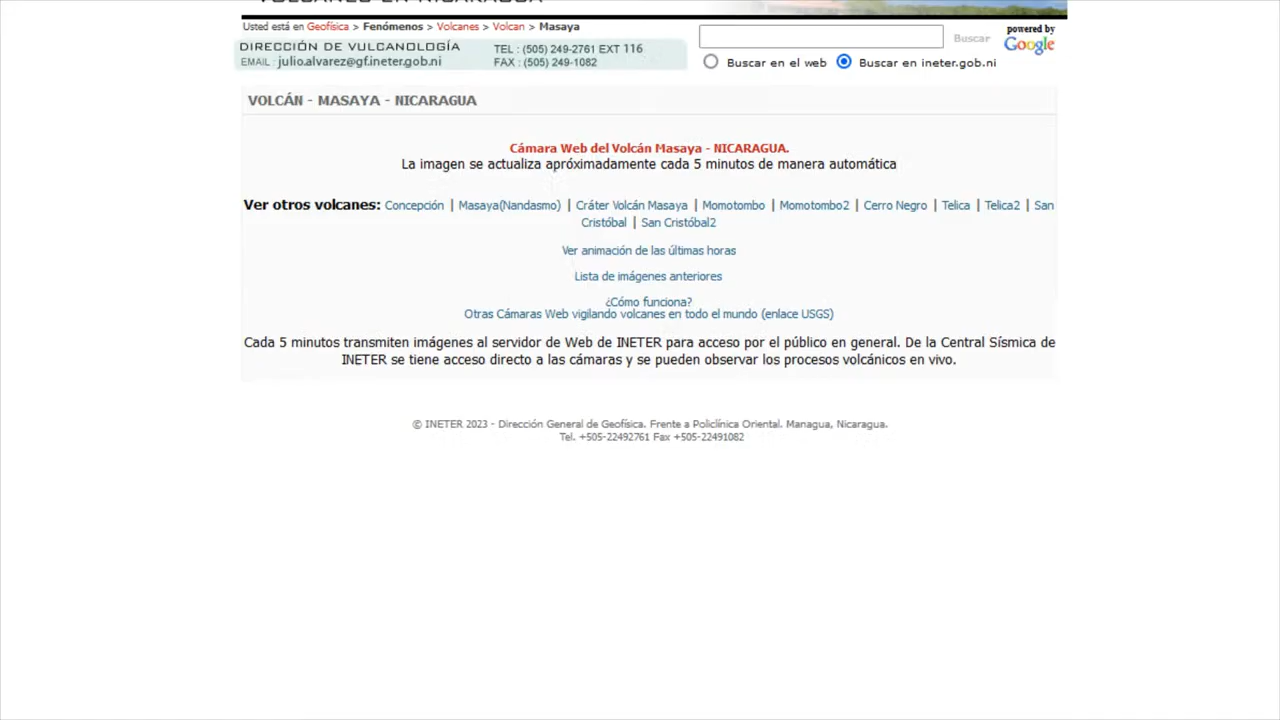 VOLCANES EN NICARAGUA
Usted está en Geofísica > Fenómenos > Volcanes > Volcan > Masaya
DIRECCIÓN DE VULCANOLOGÍA
EMAIL : julio.alvarez@gf.ineter.gob.ni
TEL : (505) 249-2761 EXT 116
FAX : (505) 249-1082
Buscar
powered by
Google
Buscar en el web
Buscar en ineter.gob.ni
VOLCÁN - MASAYA - NICARAGUA
Cámara Web del Volcán Masaya - NICARAGUA.
La imagen se actualiza apróximadamente cada 5 minutos de manera automática
Ver otros volcanes: Concepción | Masaya(Nandasmo) | Cráter Volcán Masaya | Momotombo | Momotombo2 | Cerro Negro | Telica | Telica2 | San
Cristóbal | San Cristóbal2
Ver animación de las últimas horas
Lista de imágenes anteriores
¿Cómo funciona?
Otras Cámaras Web vigilando volcanes en todo el mundo (enlace USGS)
Cada 5 minutos transmiten imágenes al servidor de Web de INETER para acceso por el público en general. De la Central Sísmica de
INETER se tiene acceso directo a las cámaras y se pueden observar los procesos volcánicos en vivo.
© INETER 2023 - Dirección General de Geofísica. Frente a Policlínica Oriental. Managua, Nicaragua.
Tel. +505-22492761 Fax +505-22491082